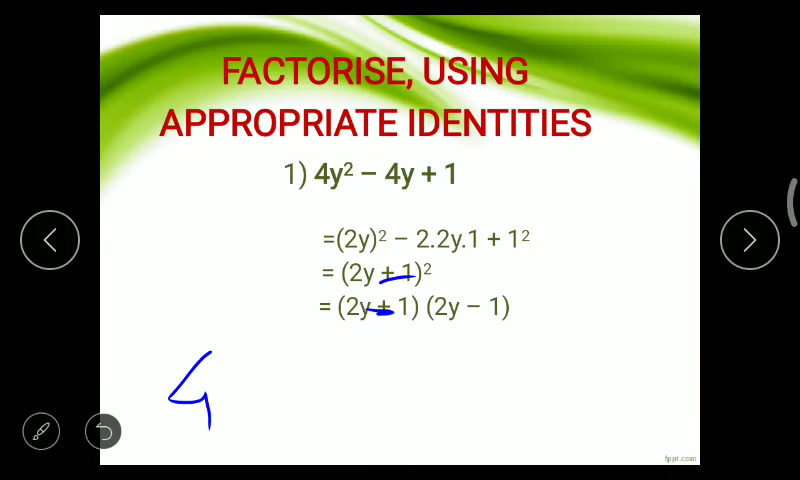 FACTORISE, USING
APPROPRIATE IDENTITIES
1) 4y² – 4y + 1
=(2y)² – 2.2y.1 + 1²
= (2y + 1)²
= (2y + 1) (2y – 1)
4
fppt.com